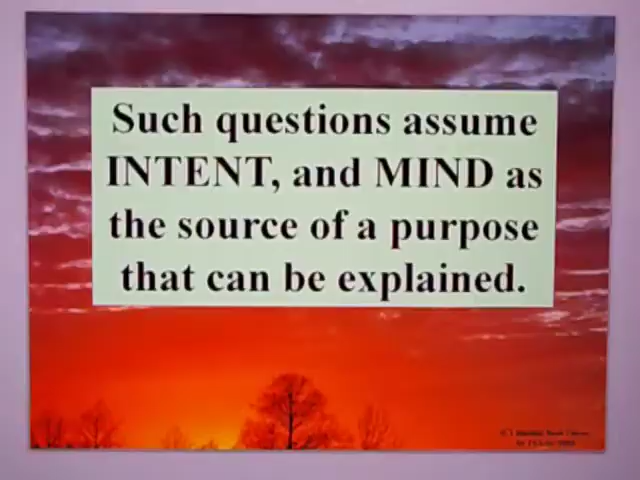 Such questions assume
INTENT, and MIND as
the source of a purpose
that can be explained.